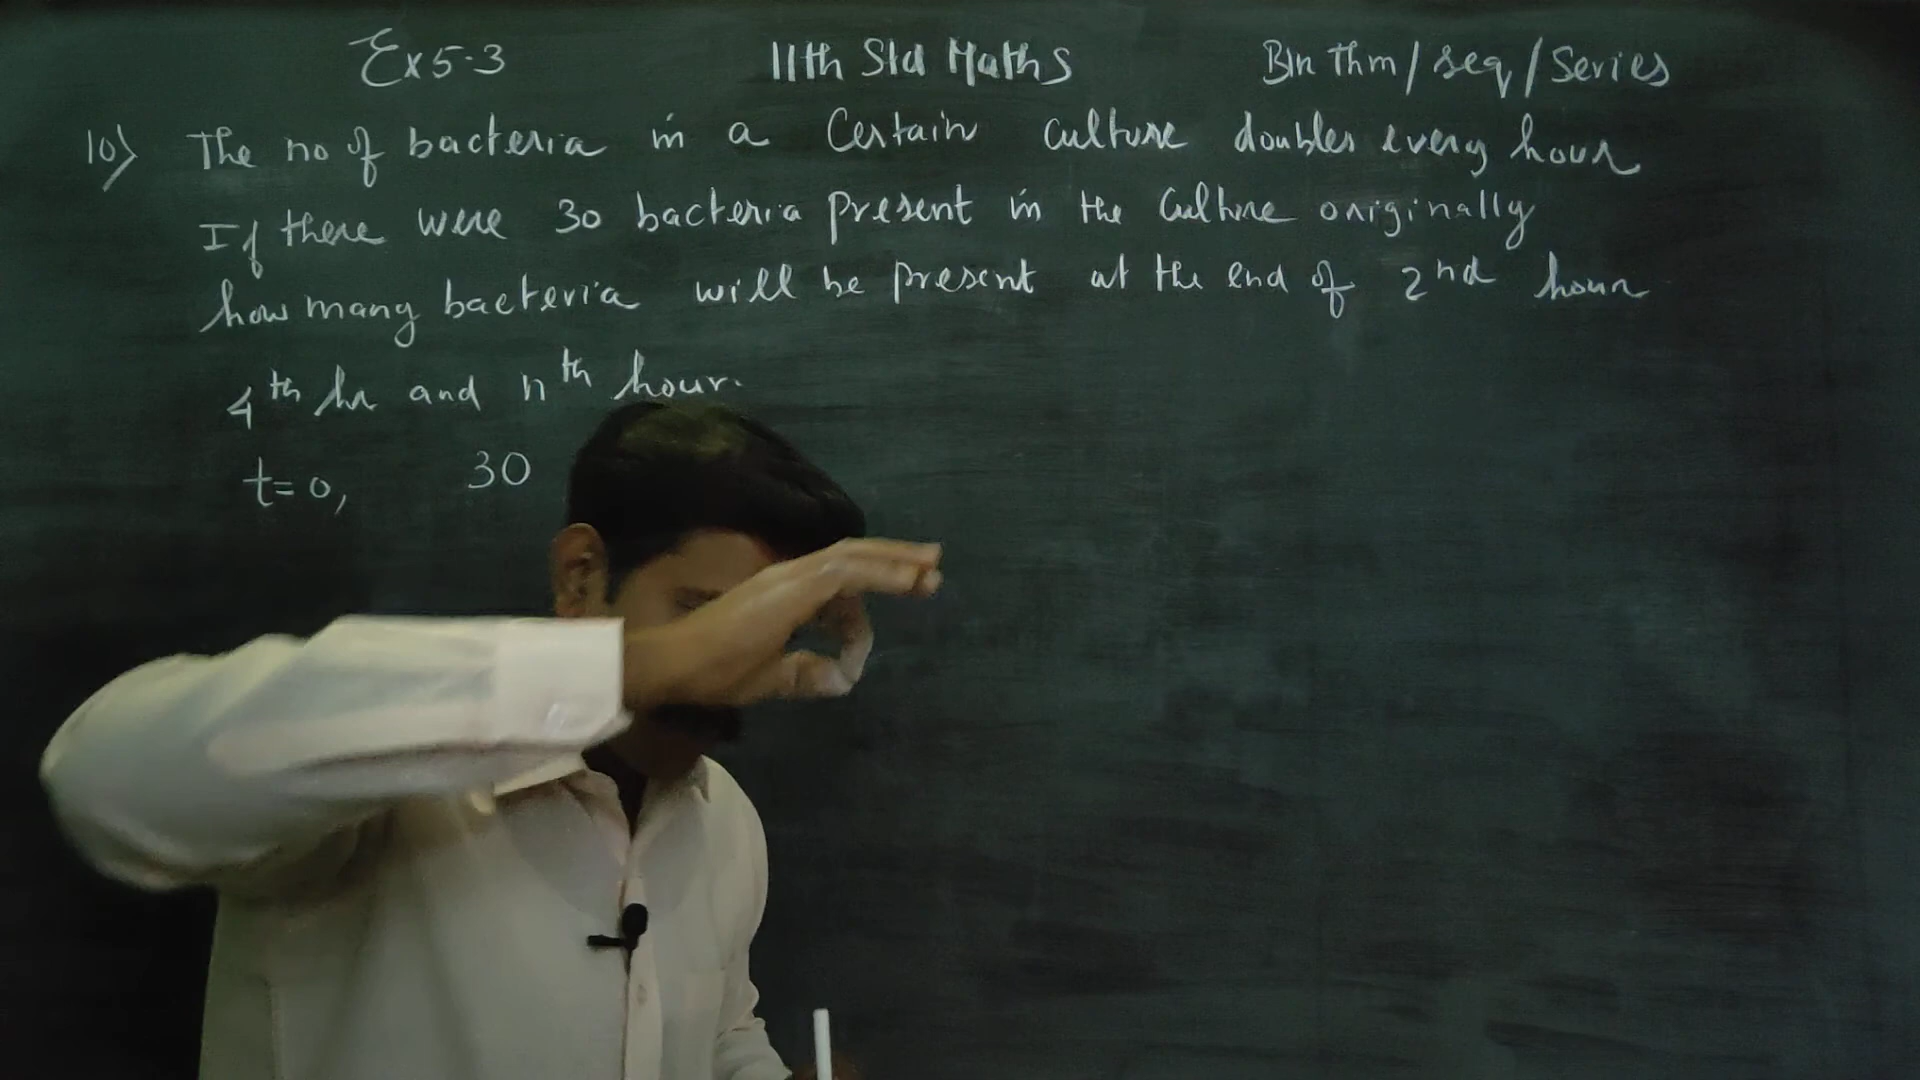 Ex 5.3 11th Std Maths Bin Thm / seq / Series
10) The no of bacteria in a Certain Culture doubles every hour
If there were 30 bacteria present in the Culture originally
how many bacteria will be present at the end of 2nd hour
4th hr and nth hour.
t=0, 30